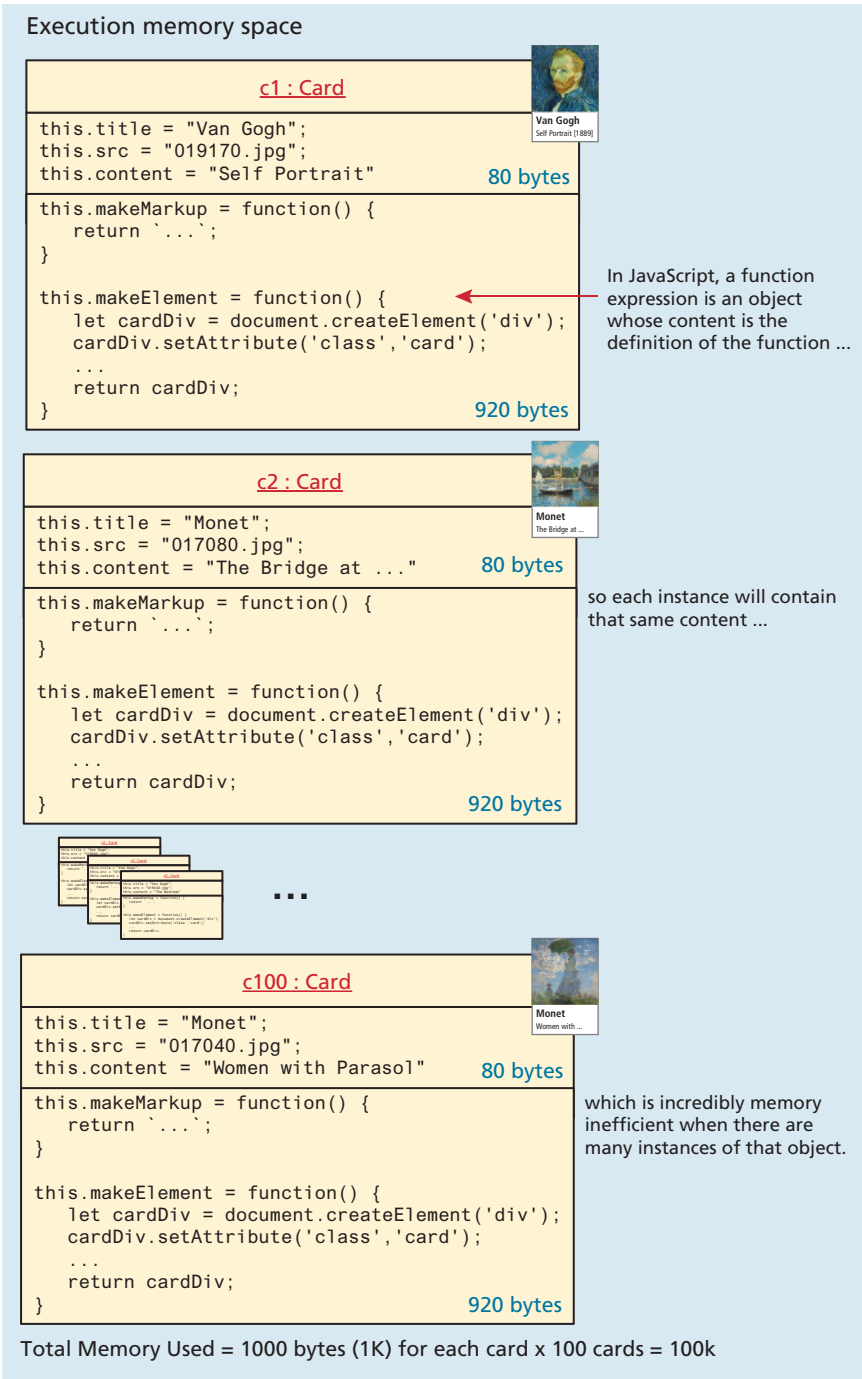 Execution memory space
c1 : Card
Van Gogh
Self Portrait [1889]
this.title = "Van Gogh";
this.src = "019170.jpg";
this.content = "Self Portrait"
80 bytes
this.makeMarkup = function() {
return `...`;
}
this.makeElement = function() {
let cardDiv = document.createElement('div');
cardDiv.setAttribute('class','card');
...
return cardDiv;
}
920 bytes
In JavaScript, a function
expression is an object
whose content is the
definition of the function ...
c2 : Card
Monet
The Bridge at ...
this.title = "Monet";
this.src = "017080.jpg";
this.content = "The Bridge at ..."
80 bytes
this.makeMarkup = function() {
return `...`;
}
this.makeElement = function() {
let cardDiv = document.createElement('div');
cardDiv.setAttribute('class','card');
...
return cardDiv;
}
920 bytes
so each instance will contain
that same content ...
...
c100 : Card
Monet
Women with ...
this.title = "Monet";
this.src = "017040.jpg";
this.content = "Women with Parasol"
80 bytes
this.makeMarkup = function() {
return `...`;
}
this.makeElement = function() {
let cardDiv = document.createElement('div');
cardDiv.setAttribute('class','card');
...
return cardDiv;
}
920 bytes
which is incredibly memory
inefficient when there are
many instances of that object.
Total Memory Used = 1000 bytes (1K) for each card x 100 cards = 100k